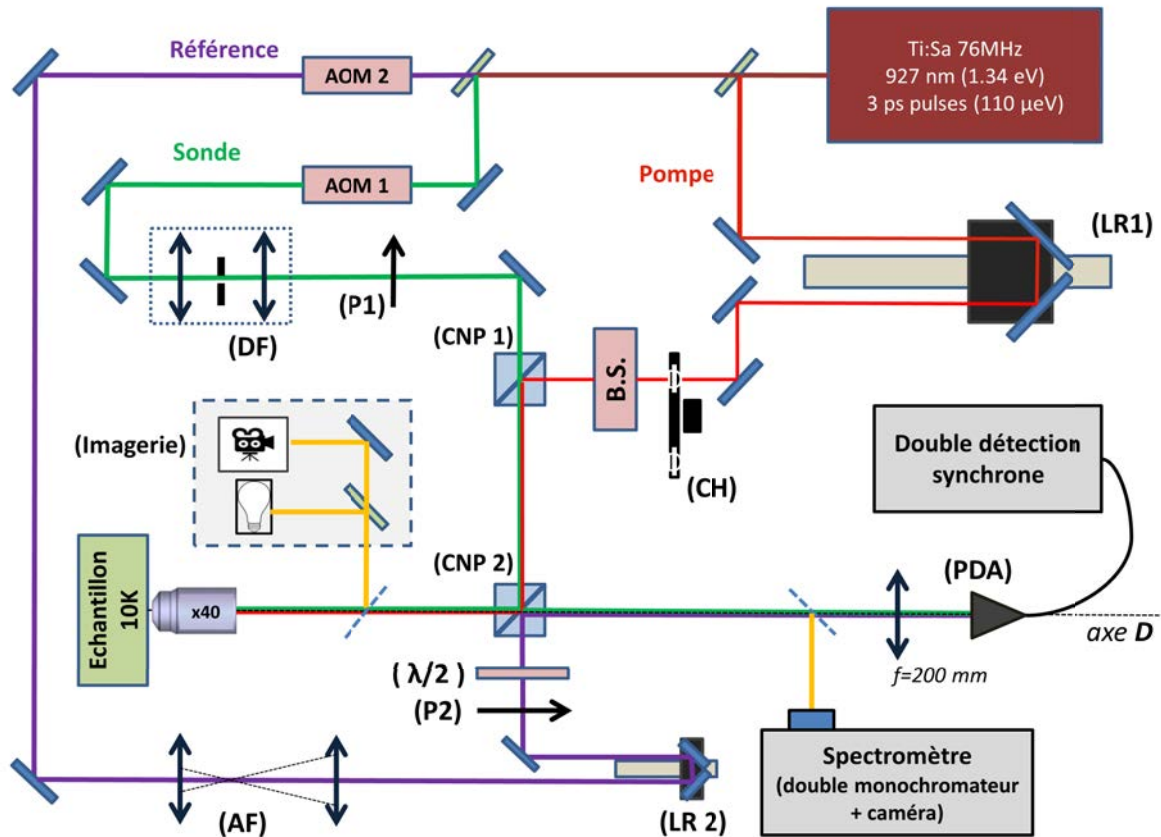 Référence
AOM 2
Ti:Sa 76MHz
927 nm (1.34 eV)
3 ps pulses (110 µeV)
Sonde
AOM 1
Pompe
(LR1)
(P1)
(DF)
(CNP 1)
B.S.
(CH)
(Imagerie)
Double détection
synchrone
(CNP 2)
(PDA)
Echantillon
10K
x40
axe D
f=200 mm
( λ/2 )
(P2)
Spectromètre
(double monochromateur
+ caméra)
(AF)
(LR 2)